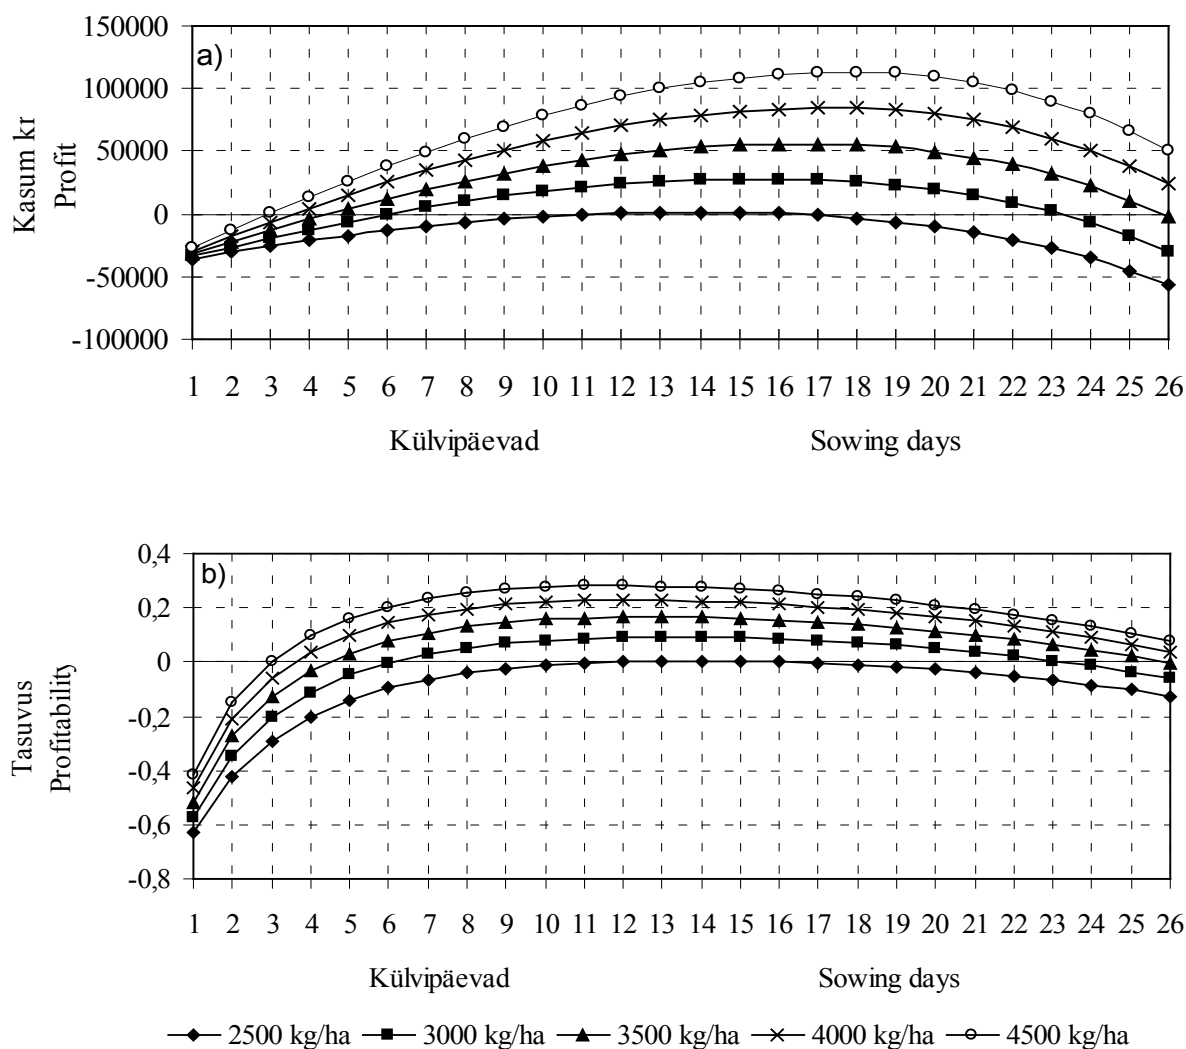 150000
a)
100000
50000
0
-50000
-100000
Kasum kr
Profit
1 2 3 4 5 6 7 8 9 10 11 12 13 14 15 16 17 18 19 20 21 22 23 24 25 26
Külvipäevad Sowing days
0,4
b)
0,2
0
-0,2
-0,4
-0,6
-0,8
Tasuvus
Profitability
1 2 3 4 5 6 7 8 9 10 11 12 13 14 15 16 17 18 19 20 21 22 23 24 25 26
Külvipäevad Sowing days
2500 kg/ha 3000 kg/ha 3500 kg/ha 4000 kg/ha 4500 kg/ha